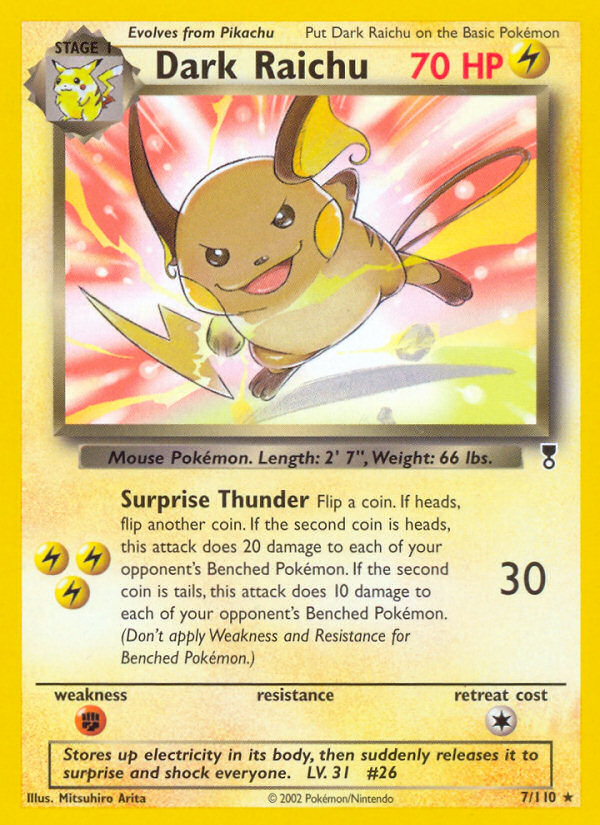 Evolves from Pikachu Put Dark Raichu on the Basic Pokémon
STAGE 1
Dark Raichu 70 HP
Mouse Pokémon. Length: 2' 7", Weight: 66 lbs.
Surprise Thunder Flip a coin. If heads,
flip another coin. If the second coin is heads,
this attack does 20 damage to each of your
opponent's Benched Pokémon. If the second
coin is tails, this attack does 10 damage to
each of your opponent's Benched Pokémon.
(Don't apply Weakness and Resistance for
Benched Pokémon.)
30
weakness resistance retreat cost
Stores up electricity in its body, then suddenly releases it to
surprise and shock everyone. LV. 31 #26
Illus. Mitsuhiro Arita © 2002 Pokémon/Nintendo 7/110 ★